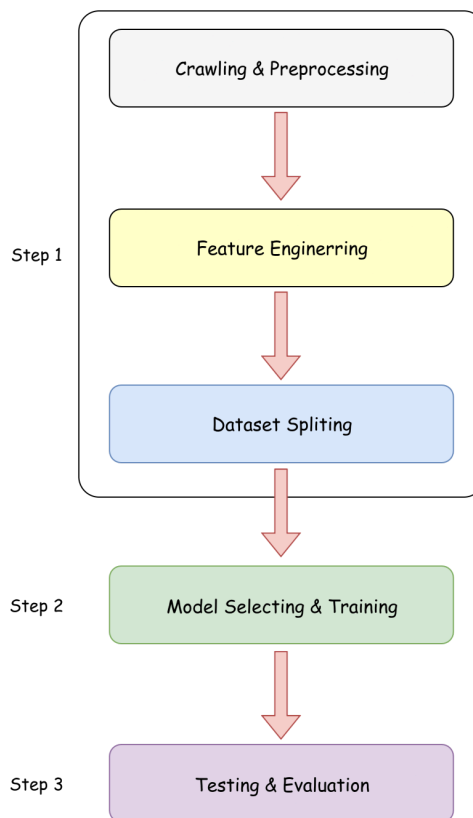 Crawling & Preprocessing
Step 1
Feature Enginerring
Dataset Spliting
Step 2
Model Selecting & Training
Step 3
Testing & Evaluation